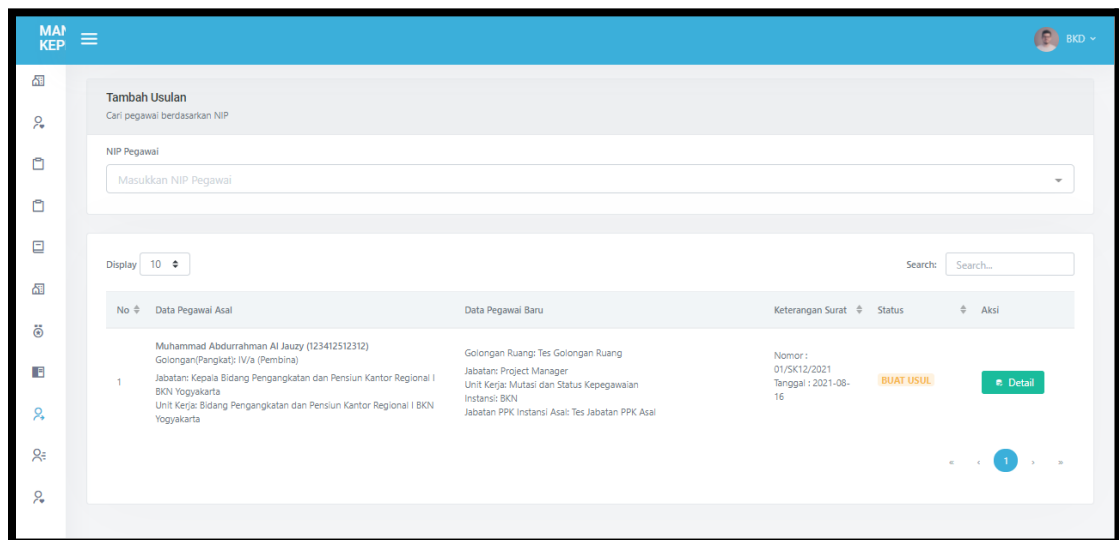 MAN
KEP
BKD
Tambah Usulan
Cari pegawai berdasarkan NIP
NIP Pegawai
Masukkan NIP Pegawai
Display 10
Search: Search...
No Data Pegawai Asal Data Pegawai Baru Keterangan Surat Status Aksi
1
Muhammad Abdurrahman Al Jauzy (123412512312)
Golongan(Pangkat): IV/a (Pembina)
Jabatan: Kepala Bidang Pengangkatan dan Pensiun Kantor Regional I
BKN Yogyakarta
Unit Kerja: Bidang Pengangkatan dan Pensiun Kantor Regional I BKN
Yogyakarta
Golongan Ruang: Tes Golongan Ruang
Jabatan: Project Manager
Unit Kerja: Mutasi dan Status Kepegawaian
Instansi: BKN
Jabatan PPK Instansi Asal: Tes Jabatan PPK Asal
Nomor :
01/SK12/2021
Tanggal : 2021-08-
16
BUAT USUL
Detail
« ‹ 1 › »